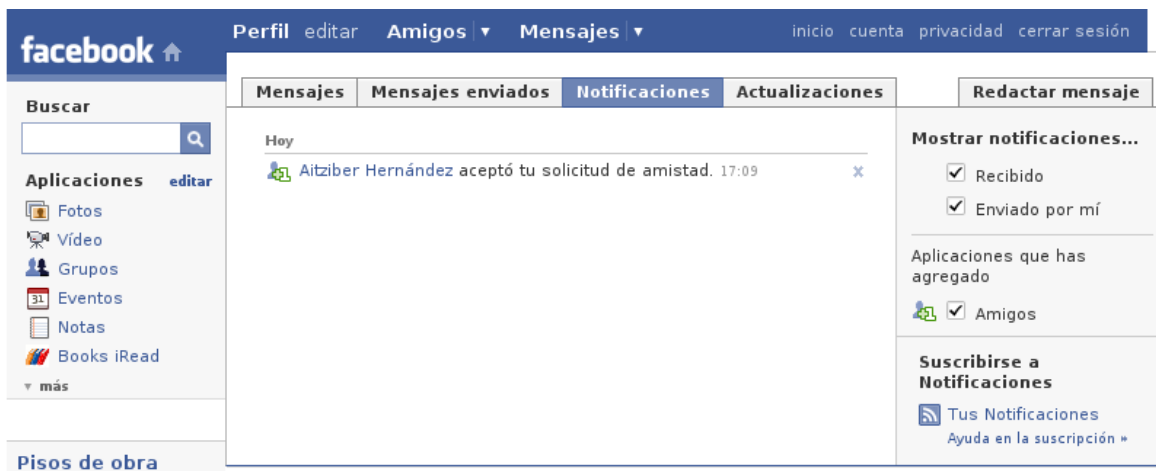 facebook
Perfil editar Amigos Mensajes inicio cuenta privacidad cerrar sesión
Buscar
Aplicaciones editar
Fotos
Vídeo
Grupos
31 Eventos
Notas
Books iRead
más
Pisos de obra
Mensajes Mensajes enviados Notificaciones Actualizaciones Redactar mensaje
Hoy
Aitziber Hernández aceptó tu solicitud de amistad. 17:09 x
Mostrar notificaciones...
Recibido
Enviado por mí
Aplicaciones que has
agregado
Amigos
Suscribirse a
Notificaciones
Tus Notificaciones
Ayuda en la suscripción »